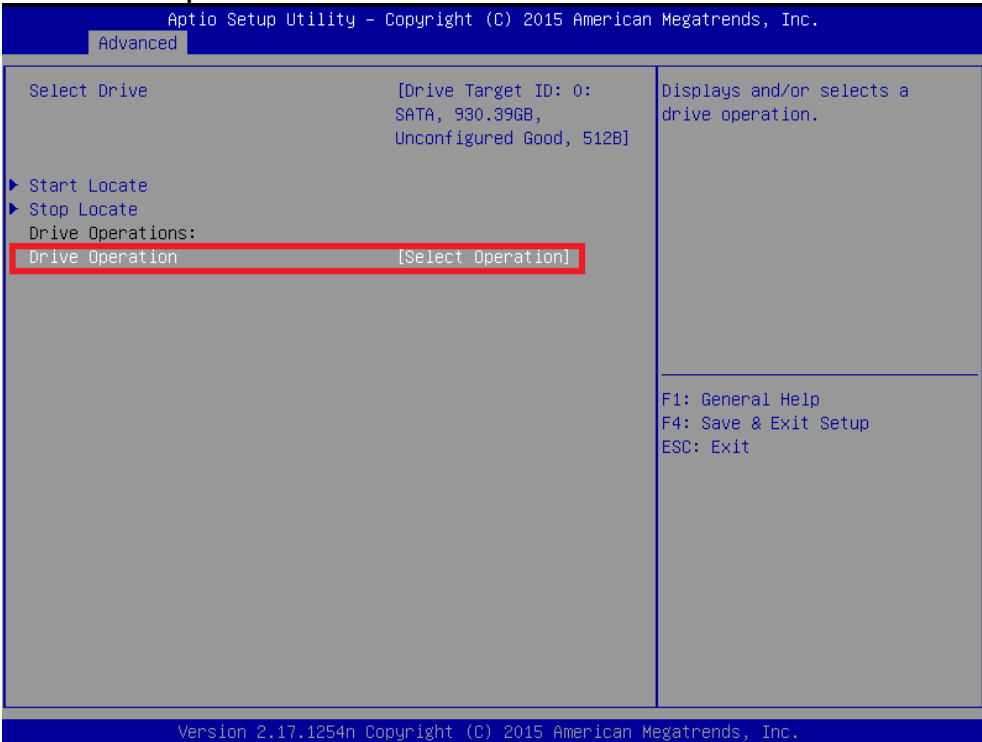 Aptio Setup Utility – Copyright (C) 2015 American Megatrends, Inc.
Advanced
Select Drive [Drive Target ID: 0:
SATA, 930.39GB,
Unconfigured Good, 512B]
Start Locate
Stop Locate
Drive Operations:
Drive Operation [Select Operation]
Displays and/or selects a
drive operation.
F1: General Help
F4: Save & Exit Setup
ESC: Exit
Version 2.17.1254n Copyright (C) 2015 American Megatrends, Inc.